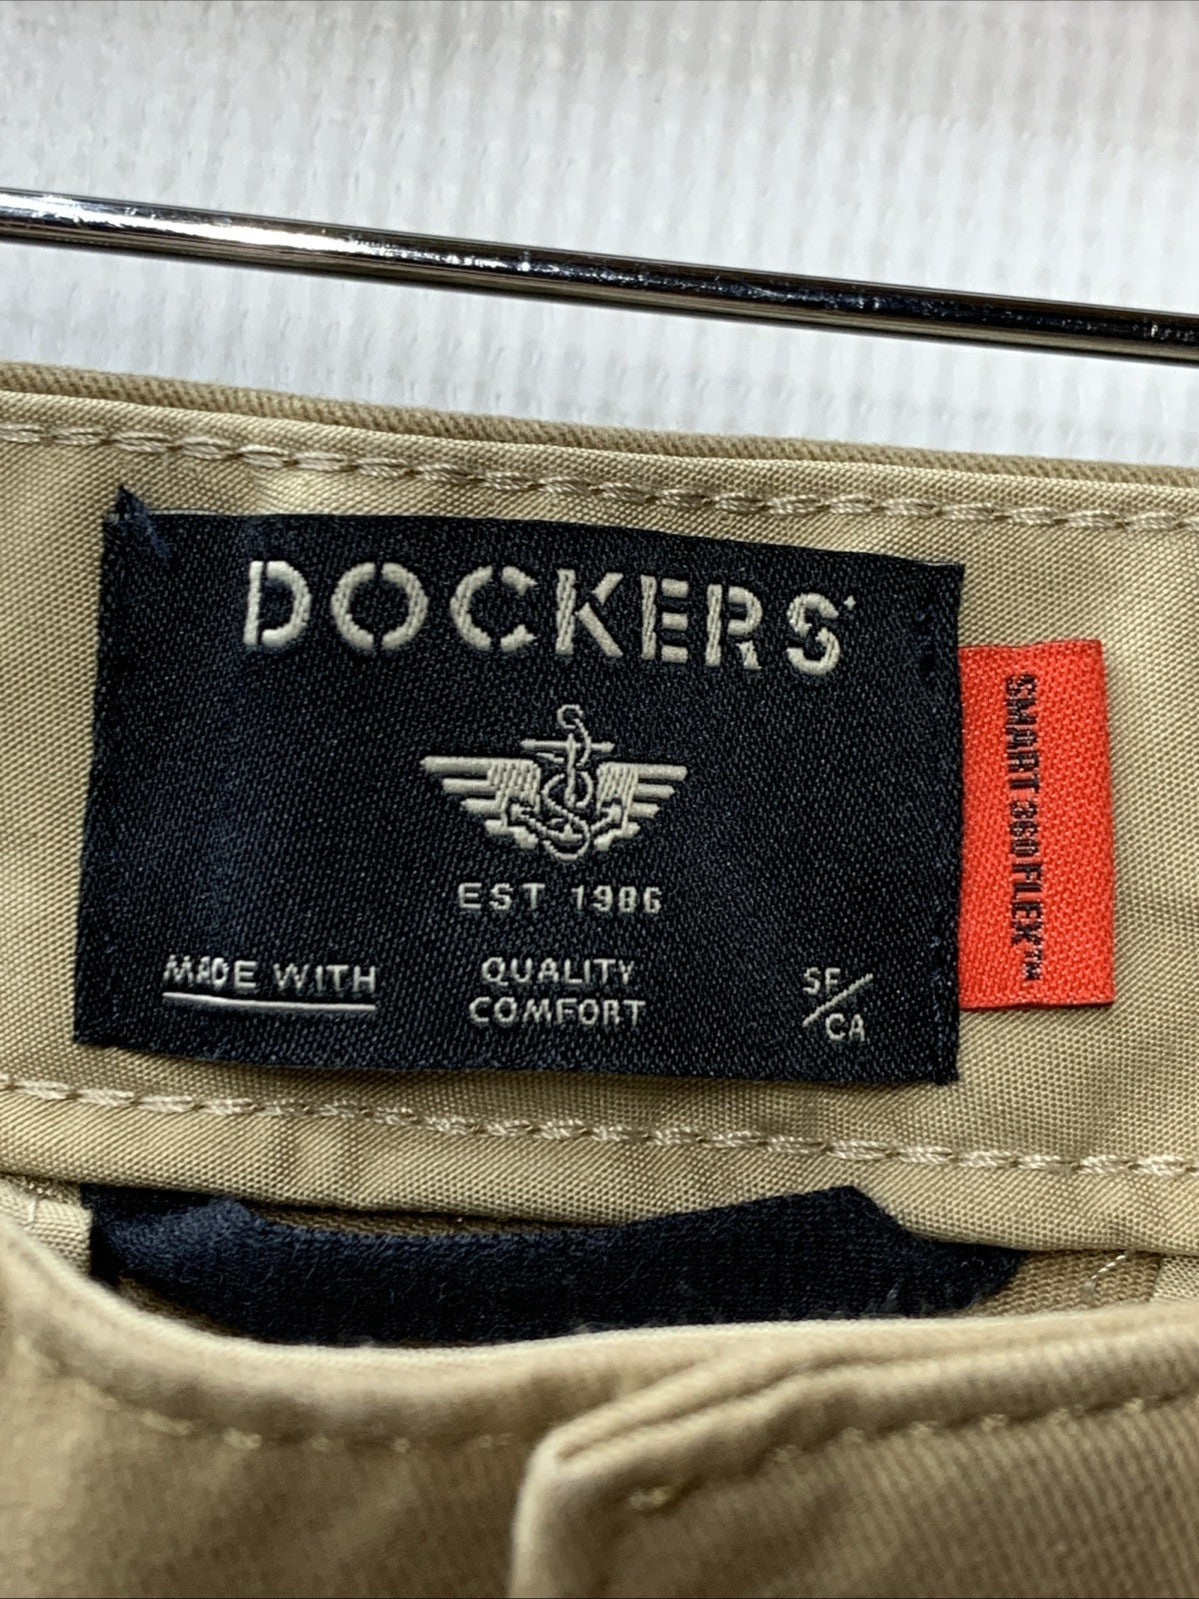 DOCKERS
EST 1986
MADE WITH
QUALITY
COMFORT
SF/
CA
SMART 360 FLEX™